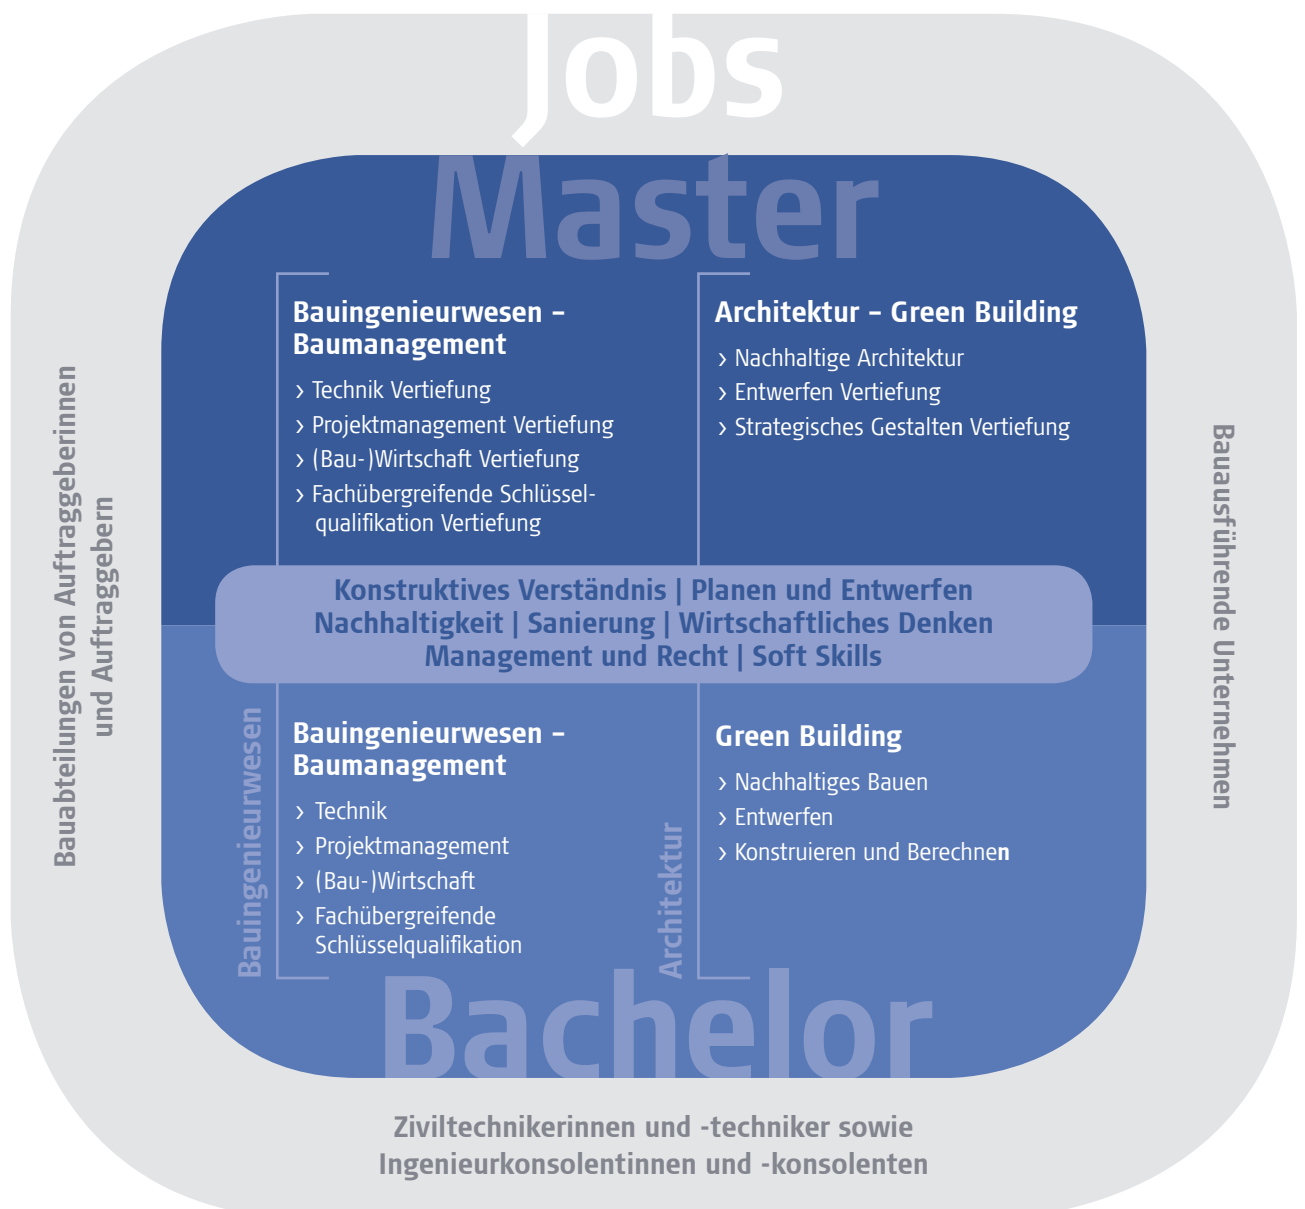 Jobs
Master
Bauingenieurwesen –
Baumanagement
› Technik Vertiefung
› Projektmanagement Vertiefung
› (Bau-)Wirtschaft Vertiefung
› Fachübergreifende Schlüssel-
qualifikation Vertiefung
Architektur – Green Building
› Nachhaltige Architektur
› Entwerfen Vertiefung
› Strategisches Gestalten Vertiefung
Konstruktives Verständnis | Planen und Entwerfen
Nachhaltigkeit | Sanierung | Wirtschaftliches Denken
Management und Recht | Soft Skills
Bauingenieurwesen
Bauingenieurwesen –
Baumanagement
› Technik
› Projektmanagement
› (Bau-)Wirtschaft
› Fachübergreifende
Schlüsselqualifikation
Architektur
Green Building
› Nachhaltiges Bauen
› Entwerfen
› Konstruieren und Berechnen
Bachelor
Bauabteilungen von Auftraggeberinnen
und Auftraggebern
Bauausführende Unternehmen
Ziviltechnikerinnen und -techniker sowie
Ingenieurkonsolentinnen und -konsolenten